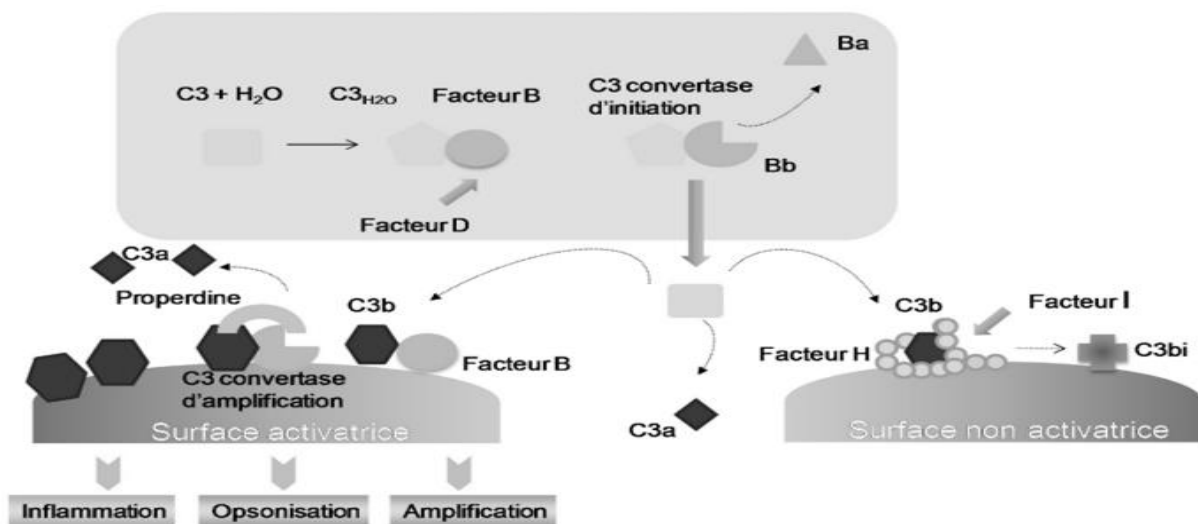 Ba
C3 + H2O
C3H2O
Facteur B
C3 convertase
d'initiation
Bb
Facteur D
C3a
Properdine
C3b
Facteur B
C3 convertase
d'amplification
Surface activatrice
Inflammation
Opsonisation
Amplification
C3a
C3b
Facteur I
Facteur H
C3bi
Surface non activatrice